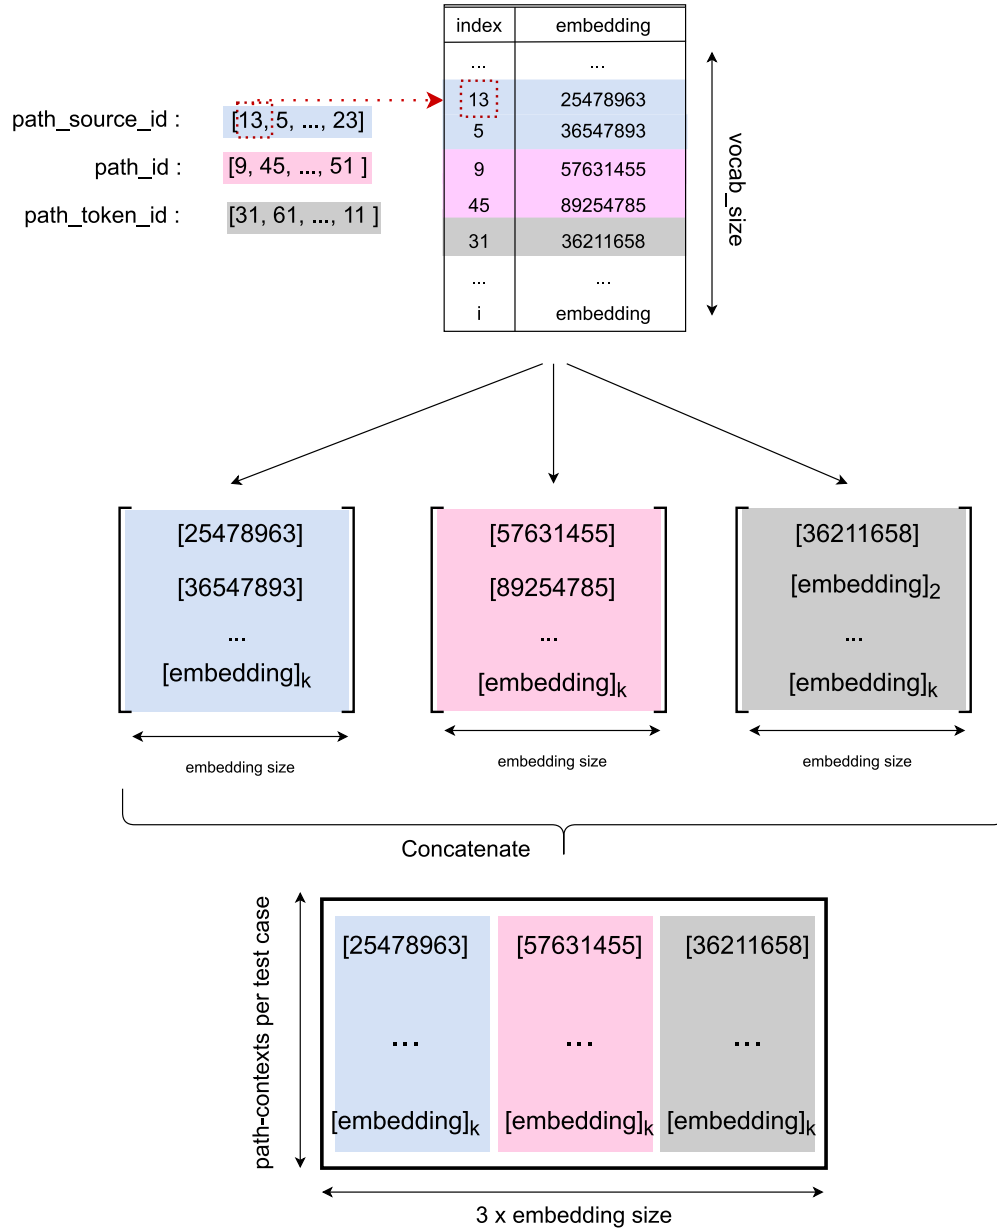 index embedding
... ...
13 25478963
path_source_id : [13, 5, ..., 23]
5 36547893
path_id : [9, 45, ..., 51 ]
9 57631455
45 89254785
path_token_id : [31, 61, ..., 11 ]
31 36211658
... ...
i embedding
vocab_size
[25478963] [57631455] [36211658]
[36547893] [89254785] [embedding]2
... ... ...
[embedding]k [embedding]k [embedding]k
embedding size embedding size embedding size
Concatenate
path-contexts per test case
[25478963] [57631455] [36211658]
... ... ...
[embedding]k [embedding]k [embedding]k
3 x embedding size